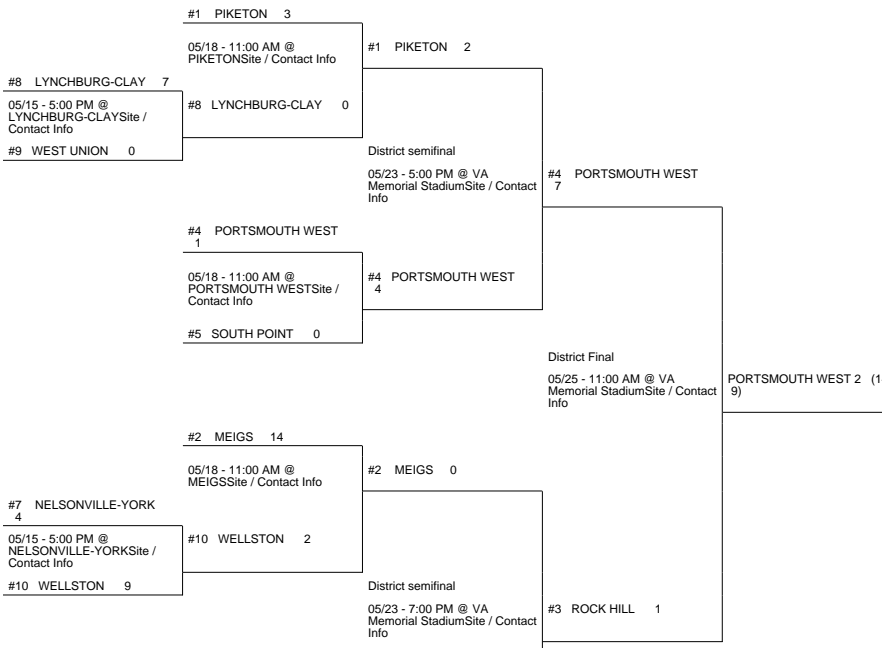 #1 PIKETON 3
05/18 - 11:00 AM @
PIKETONSite / Contact Info
#1 PIKETON 2
#8 LYNCHBURG-CLAY 7
05/15 - 5:00 PM @
LYNCHBURG-CLAYSite /
Contact Info
#8 LYNCHBURG-CLAY 0
#9 WEST UNION 0
District semifinal
05/23 - 5:00 PM @ VA
Memorial StadiumSite / Contact
Info
#4 PORTSMOUTH WEST
7
#4 PORTSMOUTH WEST
1
05/18 - 11:00 AM @
PORTSMOUTH WESTSite /
Contact Info
#4 PORTSMOUTH WEST
4
#5 SOUTH POINT 0
District Final
05/25 - 11:00 AM @ VA
Memorial StadiumSite / Contact
Info
PORTSMOUTH WEST 2 (1
9)
#2 MEIGS 14
05/18 - 11:00 AM @
MEIGSSite / Contact Info
#2 MEIGS 0
#7 NELSONVILLE-YORK
4
05/15 - 5:00 PM @
NELSONVILLE-YORKSite /
Contact Info
#10 WELLSTON 2
#10 WELLSTON 9
District semifinal
05/23 - 7:00 PM @ VA
Memorial StadiumSite / Contact
Info
#3 ROCK HILL 1